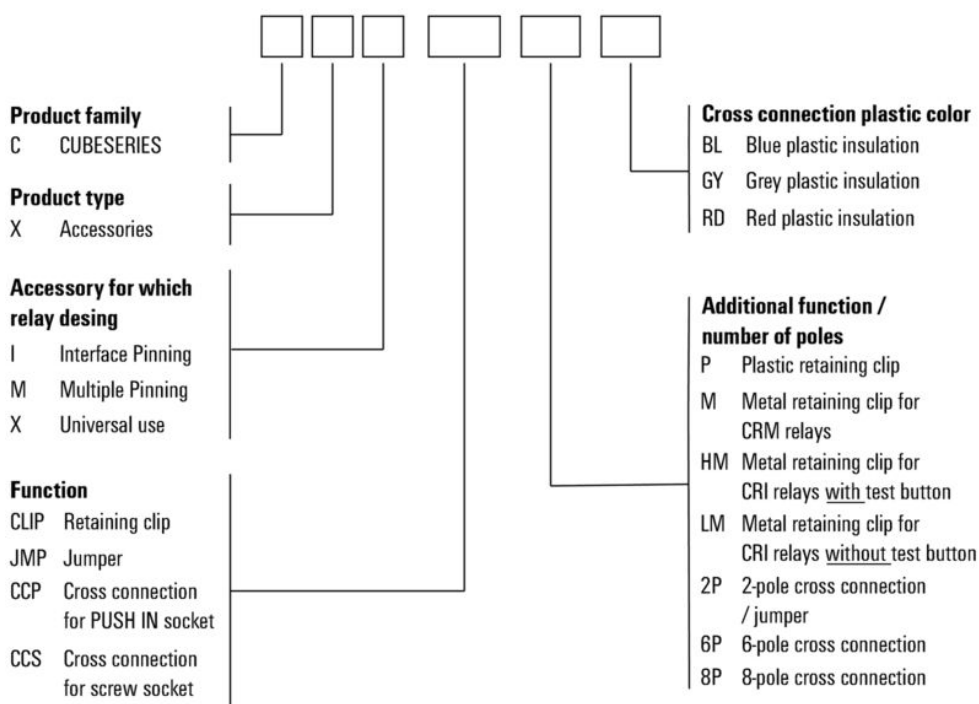 Product family
C CUBESERIES
Product type
X Accessories
Accessory for which
relay desing
I Interface Pinning
M Multiple Pinning
X Universal use
Function
CLIP Retaining clip
JMP Jumper
CCP Cross connection
for PUSH IN socket
CCS Cross connection
for screw socket
Cross connection plastic color
BL Blue plastic insulation
GY Grey plastic insulation
RD Red plastic insulation
Additional function /
number of poles
P Plastic retaining clip
M Metal retaining clip for
CRM relays
HM Metal retaining clip for
CRI relays with test button
LM Metal retaining clip for
CRI relays without test button
2P 2-pole cross connection
/ jumper
6P 6-pole cross connection
8P 8-pole cross connection